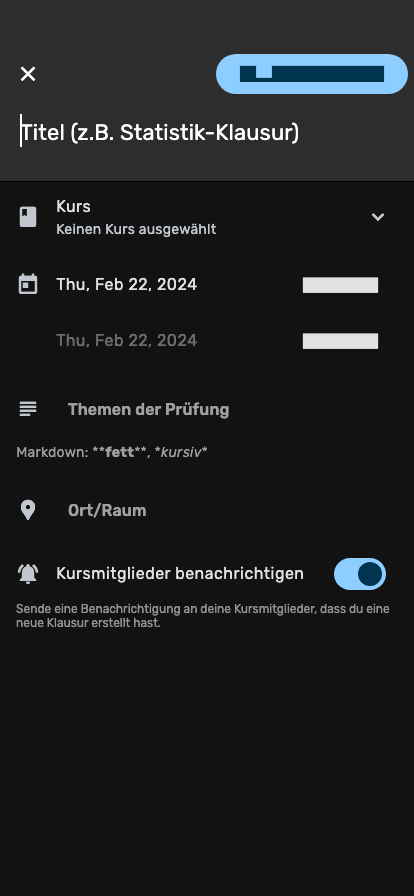 Titel (z.B. Statistik-Klausur)
Kurs
Keinen Kurs ausgewählt
Thu, Feb 22, 2024
Thu, Feb 22, 2024
Themen der Prüfung
Markdown: **fett**, *kursiv*
Ort/Raum
Kursmitglieder benachrichtigen
Sende eine Benachrichtigung an deine Kursmitglieder, dass du eine
neue Klausur erstellt hast.